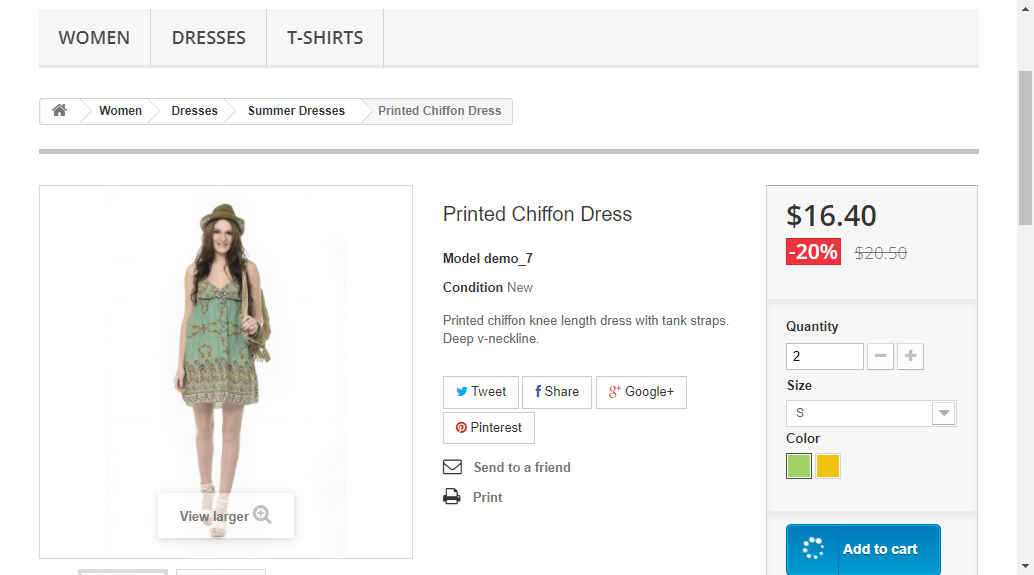 WOMEN DRESSES T-SHIRTS
Women Dresses Summer Dresses Printed Chiffon Dress
Printed Chiffon Dress
Model demo_7
Condition New
Printed chiffon knee length dress with tank straps.
Deep v-neckline.
Tweet Share Google+
Pinterest
Send to a friend
Print
View larger
$16.40
-20% $20.50
Quantity
2
Size
S
Color
Add to cart